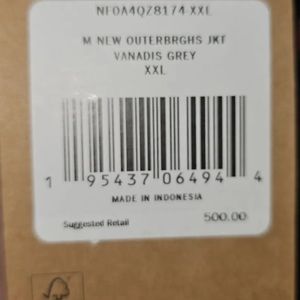 NF0A4QZ8174 XXL
M NEW OUTERBRGHS JKT
VANADIS GREY
XXL
1 95437 06494 4
MADE IN INDONESIA
Suggested Retail 500.00